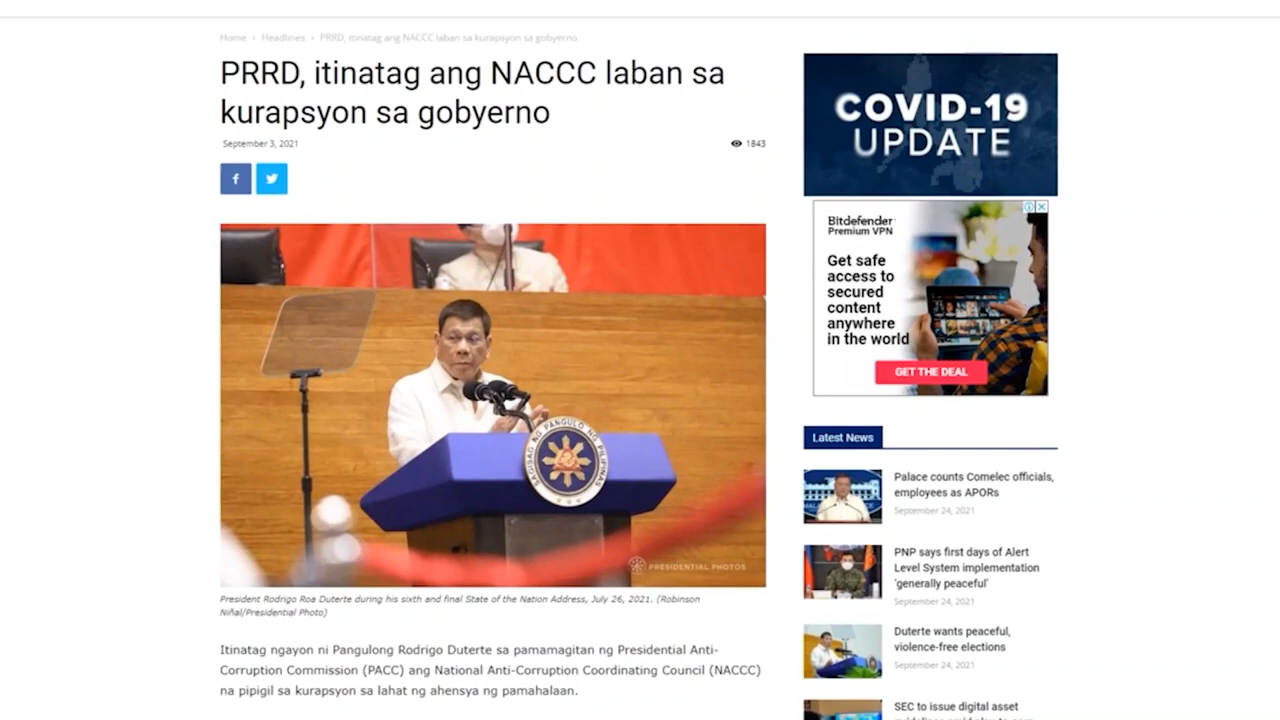 Home › Headlines › PRRD, itinatag ang NACCC laban sa kurapsyon sa gobyerno
PRRD, itinatag ang NACCC laban sa
kurapsyon sa gobyerno
September 3, 2021
1843
f
SAGISAG NG PANGULO NG PILIPINAS
PRESIDENTIAL PHOTOS
President Rodrigo Roa Duterte during his sixth and final State of the Nation Address, July 26, 2021. (Robinson
Niñal/Presidential Photo)
Itinatag ngayon ni Pangulong Rodrigo Duterte sa pamamagitan ng Presidential Anti-
Corruption Commission (PACC) ang National Anti-Corruption Coordinating Council (NACCC)
na pipigil sa kurapsyon sa lahat ng ahensya ng pamahalaan.
COVID-19
UPDATE
Bitdefender
Premium VPN
Get safe
access to
secured
content
anywhere
in the world
GET THE DEAL
Latest News
Palace counts Comelec officials,
employees as APORs
September 24, 2021
PNP says first days of Alert
Level System implementation
'generally peaceful'
September 24, 2021
Duterte wants peaceful,
violence-free elections
September 24, 2021
SEC to issue digital asset